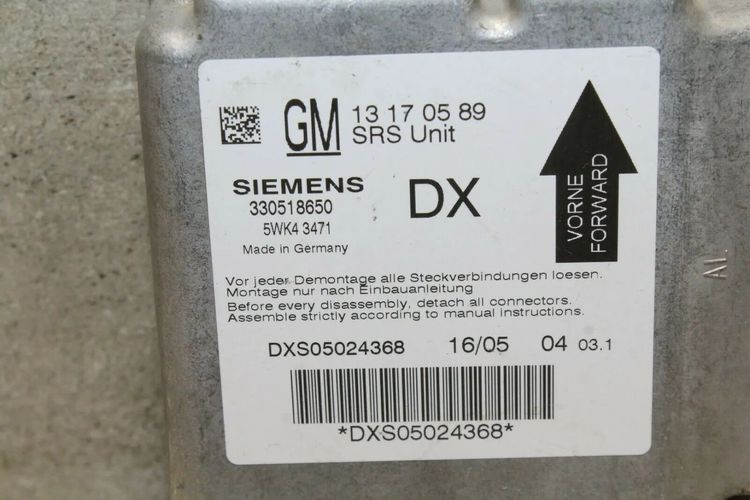 GM 13 17 05 89
SRS Unit
SIEMENS
330518650
5WK4 3471
Made in Germany
DX
VORNE
FORWARD
Vor jeder Demontage alle Steckverbindungen loesen.
Montage nur nach Einbauanleitung
Before every disassembly, detach all connectors.
Assemble strictly according to manual instructions.
DXS05024368 16/05 04 03.1
*DXS05024368*
AL